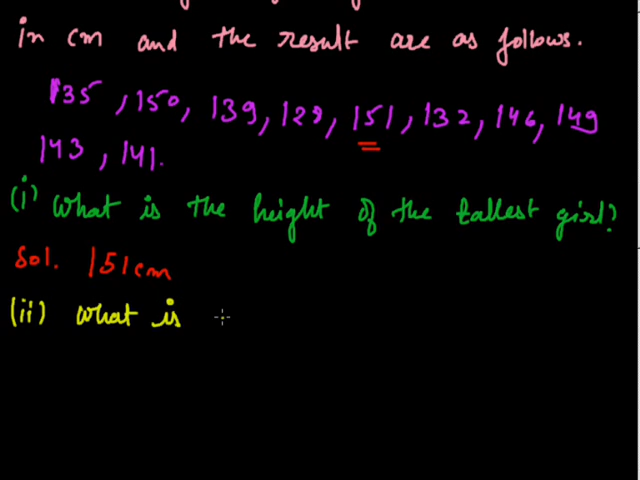 in cm and the result are as follows.
135, 150, 139, 128, 151, 132, 146, 149
143, 141.
(i) What is the height of the tallest girl?
Sol. 151cm
(ii) What is